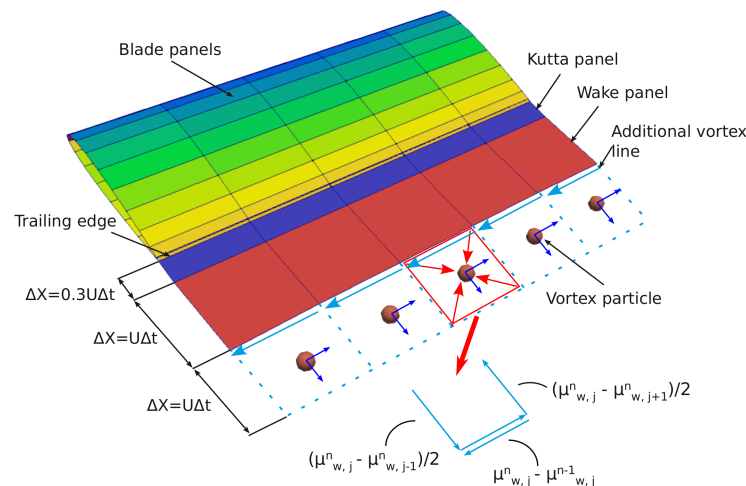 Blade panels
Kutta panel
Wake panel
Additional vortex
line
Trailing edge
ΔX=0.3UΔt
ΔX=UΔt
ΔX=UΔt
Vortex particle
(μⁿw, j - μⁿw, j+1)/2
(μⁿw, j - μⁿw, j-1)/2
μⁿw, j - μⁿ⁻¹w, j